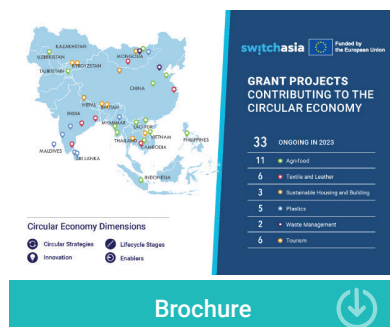 KAZAKHSTAN
UZBEKISTAN
KYRGYZSTAN
TAJIKISTAN
MONGOLIA
CHINA
NEPAL
BHUTAN
INDIA
MYANMAR
LAO PDR
THAILAND
VIETNAM
CAMBODIA
PHILIPPINES
MALDIVES
SRI LANKA
INDONESIA
Circular Economy Dimensions
Circular Strategies
Lifecycle Stages
Innovation
Enablers
switchasia
Funded by
the European Union
GRANT PROJECTS
CONTRIBUTING TO THE
CIRCULAR ECONOMY
33 ONGOING IN 2023
11 Agri-food
6 Textile and Leather
3 Sustainable Housing and Building
5 Plastics
2 Waste Management
6 Tourism
Brochure